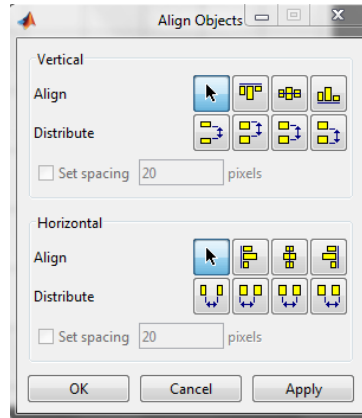 Align Objects
Vertical
Align
Distribute
Set spacing 20 pixels
Horizontal
Align
Distribute
Set spacing 20 pixels
OK Cancel Apply